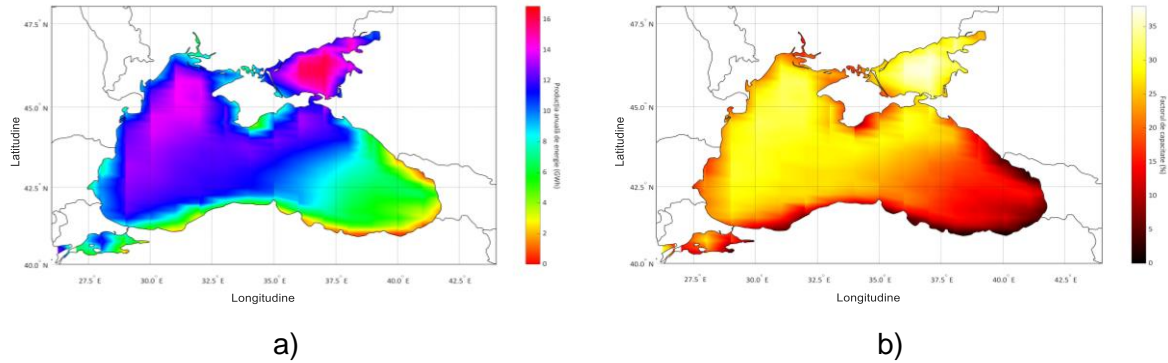 47.5° N
45.0° N
42.5° N
40.0° N
Latitudine
27.5° E
30.0° E
32.5° E
35.0° E
37.5° E
40.0° E
42.5° E
Longitudine
16
14
12
10
8
6
4
2
0
Producția anuală de energie (GWh)
a)
47.5° N
45.0° N
42.5° N
40.0° N
Latitudine
27.5° E
30.0° E
32.5° E
35.0° E
37.5° E
40.0° E
42.5° E
Longitudine
35
30
25
20
15
10
5
0
Factorul de capacitate (%)
b)